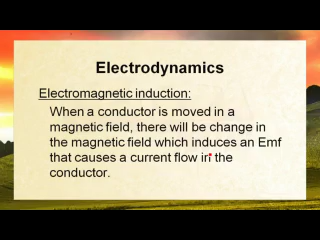 Electrodynamics
Electromagnetic induction:
When a conductor is moved in a
magnetic field, there will be change in
the magnetic field which induces an Emf
that causes a current flow in the
conductor.